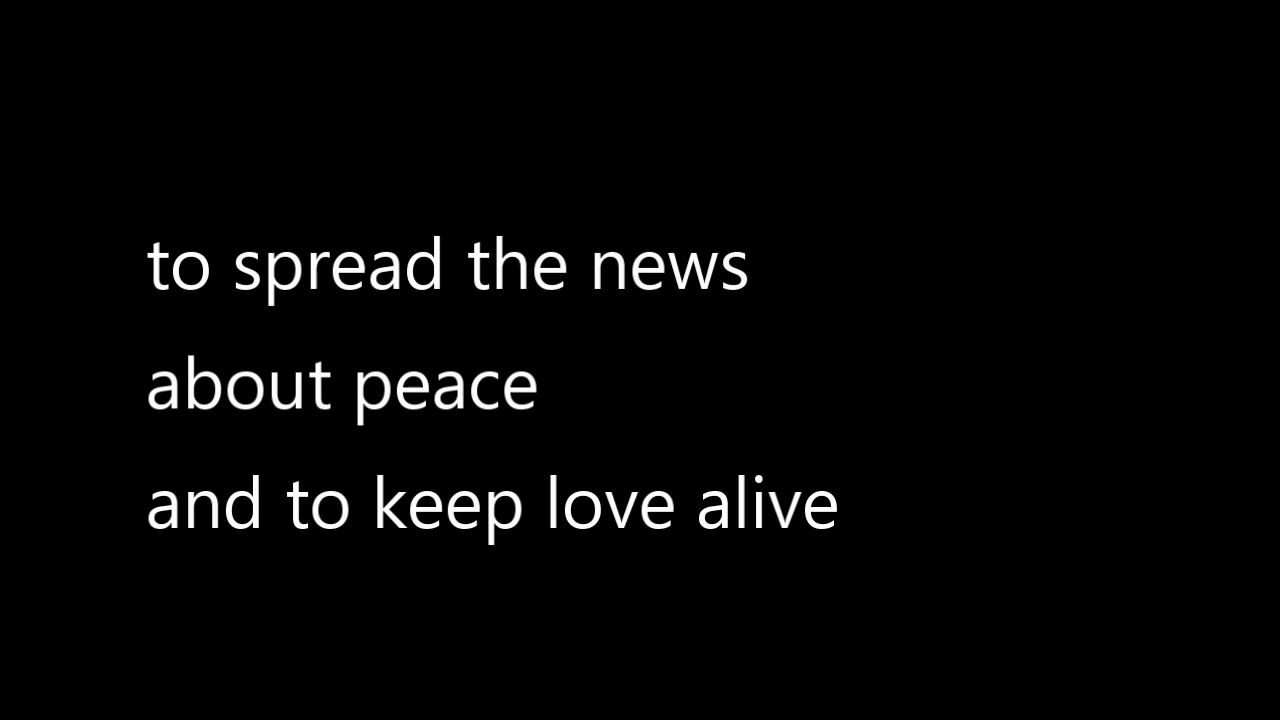 to spread the news
about peace
and to keep love alive